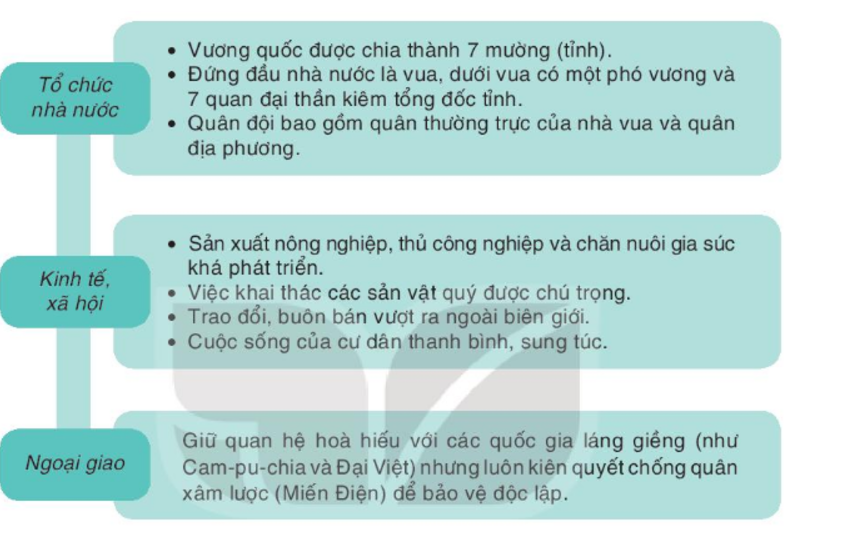 Tổ chức
nhà nước
• Vương quốc được chia thành 7 mường (tỉnh).
• Đứng đầu nhà nước là vua, dưới vua có một phó vương và
7 quan đại thần kiêm tổng đốc tỉnh.
• Quân đội bao gồm quân thường trực của nhà vua và quân
địa phương.
Kinh tế,
xã hội
• Sản xuất nông nghiệp, thủ công nghiệp và chăn nuôi gia súc
khá phát triển.
• Việc khai thác các sản vật quý được chú trọng.
• Trao đổi, buôn bán vượt ra ngoài biên giới.
• Cuộc sống của cư dân thanh bình, sung túc.
Ngoại giao
Giữ quan hệ hoà hiếu với các quốc gia láng giềng (như
Cam-pu-chia và Đại Việt) nhưng luôn kiên quyết chống quân
xâm lược (Miến Điện) để bảo vệ độc lập.